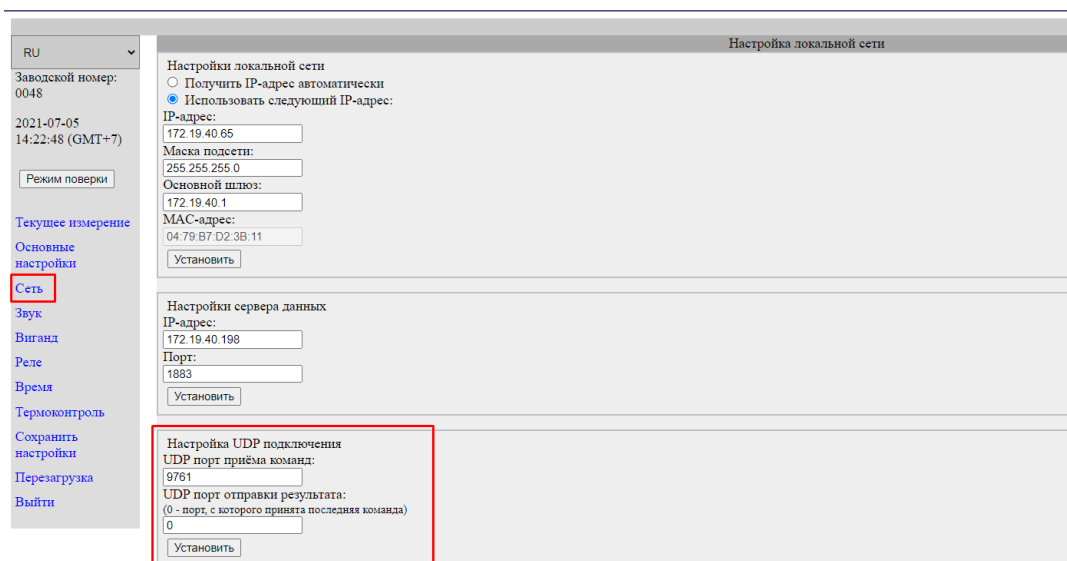 RU
Заводской номер:
0048
2021-07-05
14:22:48 (GMT+7)
Режим поверки
Текущее измерение
Основные
настройки
Сеть
Звук
Виганд
Реле
Время
Термоконтроль
Сохранить
настройки
Перезагрузка
Выйти
Настройка локальной сети
Настройки локальной сети
Получить IP-адрес автоматически
Использовать следующий IP-адрес:
IP-адрес:
172.19.40.65
Маска подсети:
255.255.255.0
Основной шлюз:
172.19.40.1
MAC-адрес:
04:79:B7:D2:3B:11
Установить
Настройки сервера данных
IP-адрес:
172.19.40.198
Порт:
1883
Установить
Настройка UDP подключения
UDP порт приёма команд:
9761
UDP порт отправки результата:
(0 - порт, с которого принята последняя команда)
0
Установить